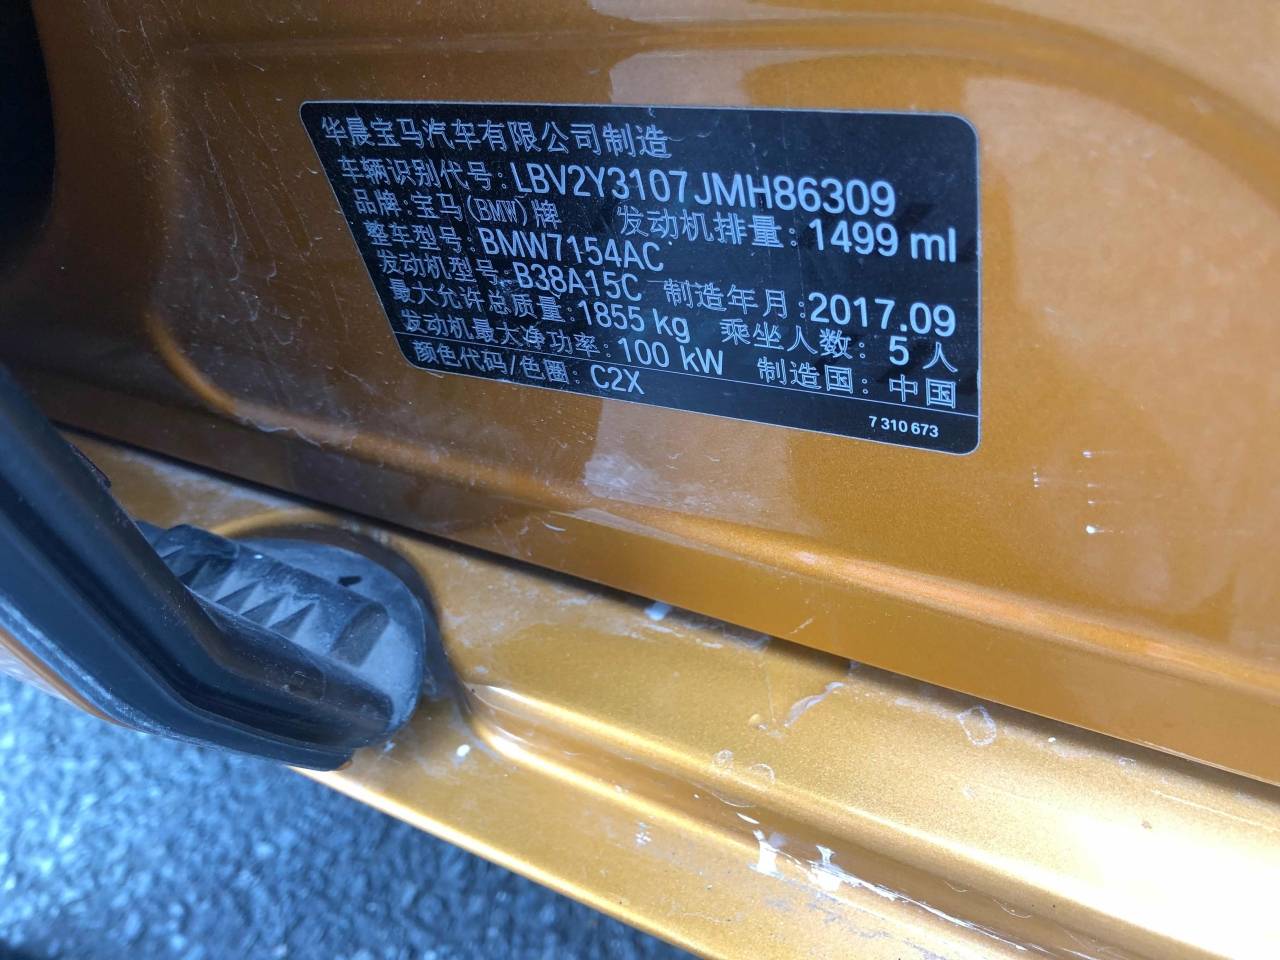 华晨宝马汽车有限公司制造
车辆识别代号: LBV2Y3107JMH86309
品牌: 宝马(BMW)牌 发动机排量: 1499 ml
整车型号: BMW7154AC
发动机型号: B38A15C 制造年月: 2017.09
最大允许总质量: 1855 kg 乘坐人数: 5 人
发动机最大净功率: 100 kW 制造国: 中国
颜色代码/色圈: C2X
7 310 673